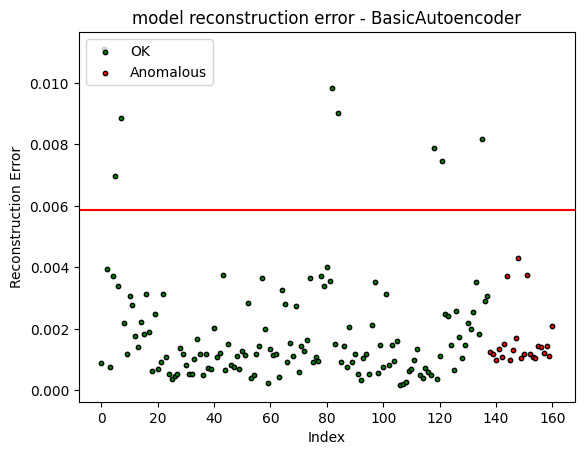 model reconstruction error - BasicAutoencoder
OK
Anomalous
0.010
0.008
0.006
0.004
0.002
0.000
Reconstruction Error
0 20 40 60 80 100 120 140 160
Index